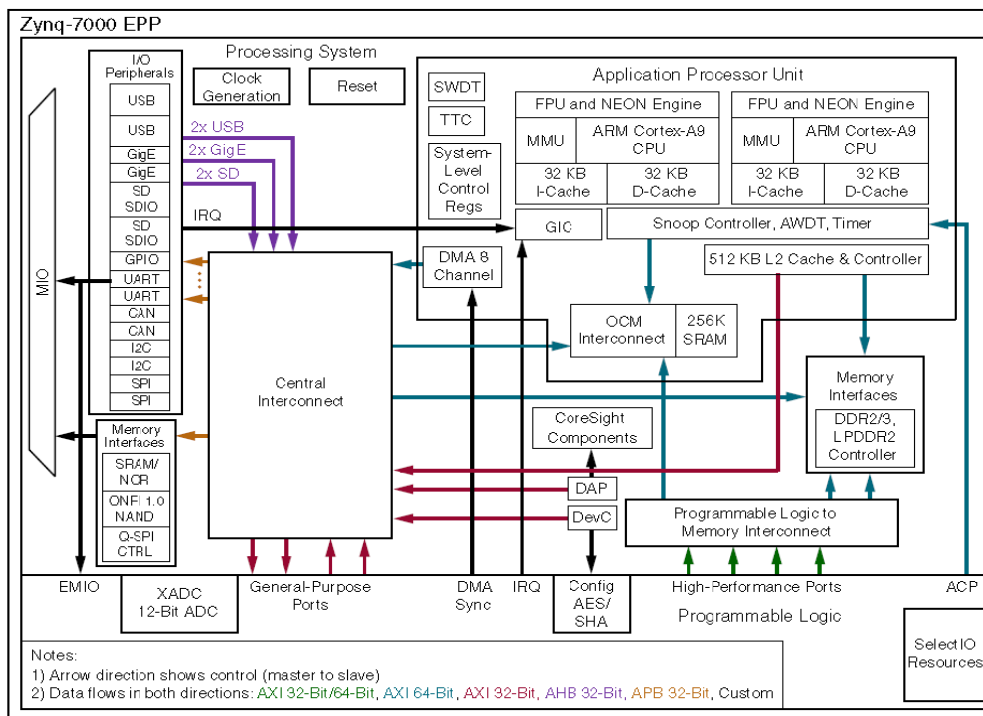 Zynq-7000 EPP
I/O
Peripherals
USB
USB
GigE
GigE
SD
SDIO
SD
SDIO
GPIO
UART
UART
CAN
CAN
I2C
I2C
SPI
SPI
MIO
Processing System
Clock
Generation
Reset
2x USB
2x GigE
2x SD
IRQ
Application Processor Unit
SWDT
TTC
System-
Level
Control
Regs
FPU and NEON Engine
MMU
ARM Cortex-A9
CPU
32 KB
I-Cache
32 KB
D-Cache
FPU and NEON Engine
MMU
ARM Cortex-A9
CPU
32 KB
I-Cache
32 KB
D-Cache
GIC
Snoop Controller, AWDT, Timer
DMA 8
Channel
512 KB L2 Cache & Controller
OCM
Interconnect
256K
SRAM
Central
Interconnect
Memory
Interfaces
DDR2/3,
LPDDR2
Controller
CoreSight
Components
DAP
DevC
Programmable Logic to
Memory Interconnect
Memory
Interfaces
SRAM/
NOR
ONFI 1.0
NAND
Q-SPI
CTRL
EMIO
XADC
12-Bit ADC
General-Purpose
Ports
DMA
Sync
IRQ
Config
AES/
SHA
High-Performance Ports
ACP
Programmable Logic
SelectIO
Resources
Notes:
1) Arrow direction shows control (master to slave)
2) Data flows in both directions: AXI 32-Bit/64-Bit, AXI 64-Bit, AXI 32-Bit, AHB 32-Bit, APB 32-Bit, Custom